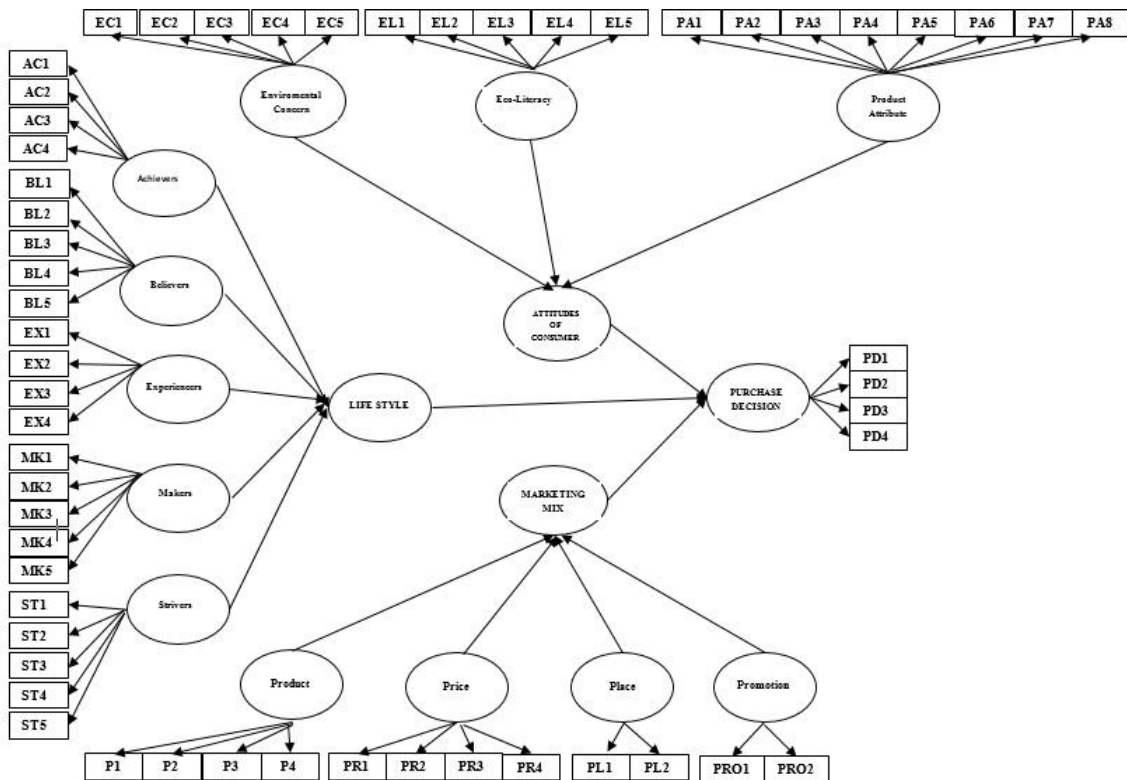 EC1 EC2 EC3 EC4 EC5
EL1 EL2 EL3 EL4 EL5
PA1 PA2 PA3 PA4 PA5 PA6 PA7 PA8
Enviromental
Concern
Eco-Literacy
Product
Attribute
AC1
AC2
AC3
AC4
Achievers
BL1
BL2
BL3
BL4
BL5
Believers
EX1
EX2
EX3
EX4
Experiencers
MK1
MK2
MK3
MK4
MK5
Makers
ST1
ST2
ST3
ST4
ST5
Strivers
LIFE STYLE
ATTITUDES
OF
CONSUMER
PURCHASE
DECISION
PD1
PD2
PD3
PD4
MARKETING
MIX
Product
Price
Place
Promotion
P1 P2 P3 P4
PR1 PR2 PR3 PR4
PL1 PL2
PRO1 PRO2